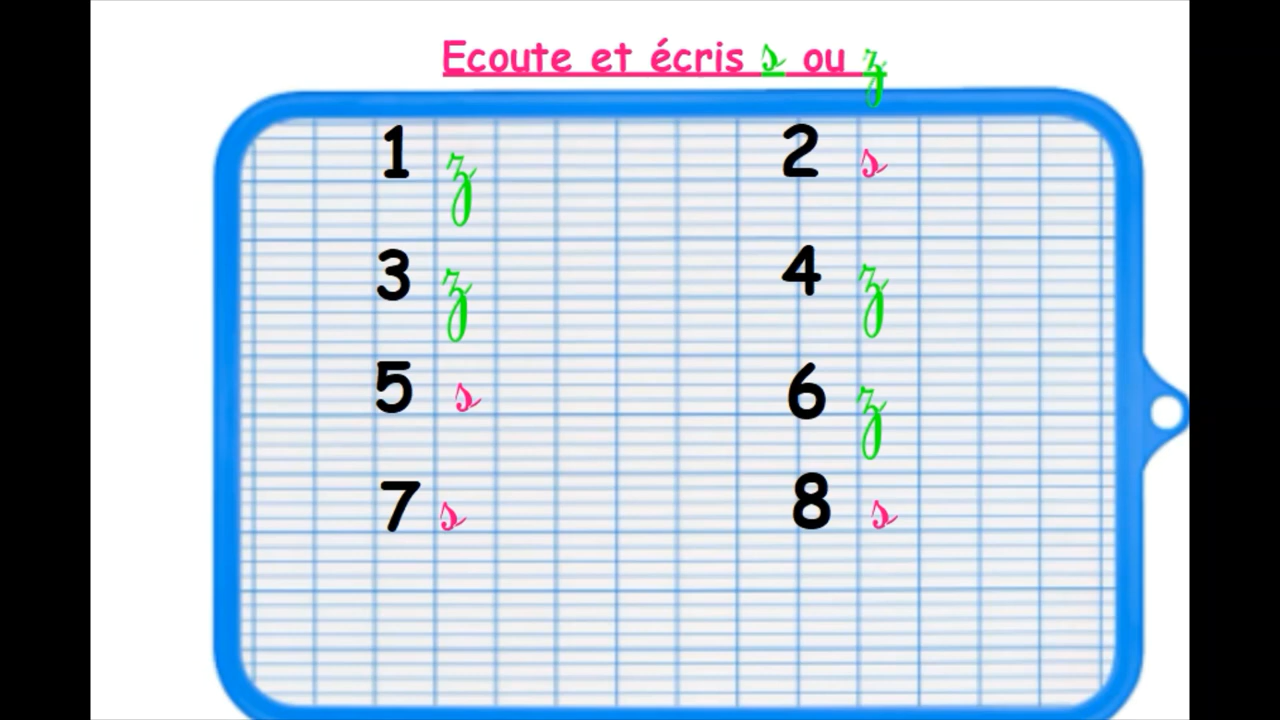 Ecoute et écris s ou z
1 z 2 s
3 z 4 z
5 s 6 z
7 s 8 s